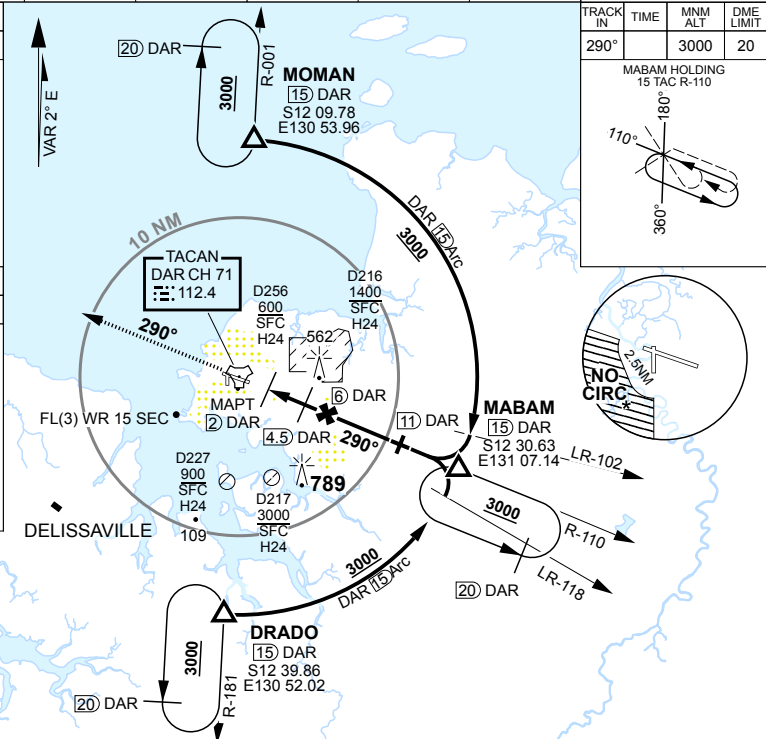 TRACK IN
TIME
MNM ALT
DME LIMIT
290°
3000
20
MABAM HOLDING
15 TAC R-110
180°
110°
360°
VAR 2° E
20 DAR
3000
R-001
MOMAN
15 DAR
S12 09.78
E130 53.96
DAR 15 Arc
3000
10 NM
TACAN
DAR CH 71
112.4
290°
D256
600
SFC
H24
D216
1400
SFC
H24
562
2.5NM
NO
CIRC
*
6 DAR
MAPT
2 DAR
FL(3) WR 15 SEC
4.5 DAR
290°
11 DAR
MABAM
15 DAR
S12 30.63
E131 07.14
LR-102
D227
900
SFC
H24
109
D217
3000
SFC
H24
789
3000
R-110
LR-118
20 DAR
DELISSAVILLE
3000
DAR 15 Arc
DRADO
15 DAR
S12 39.86
E130 52.02
3000
R-181
20 DAR